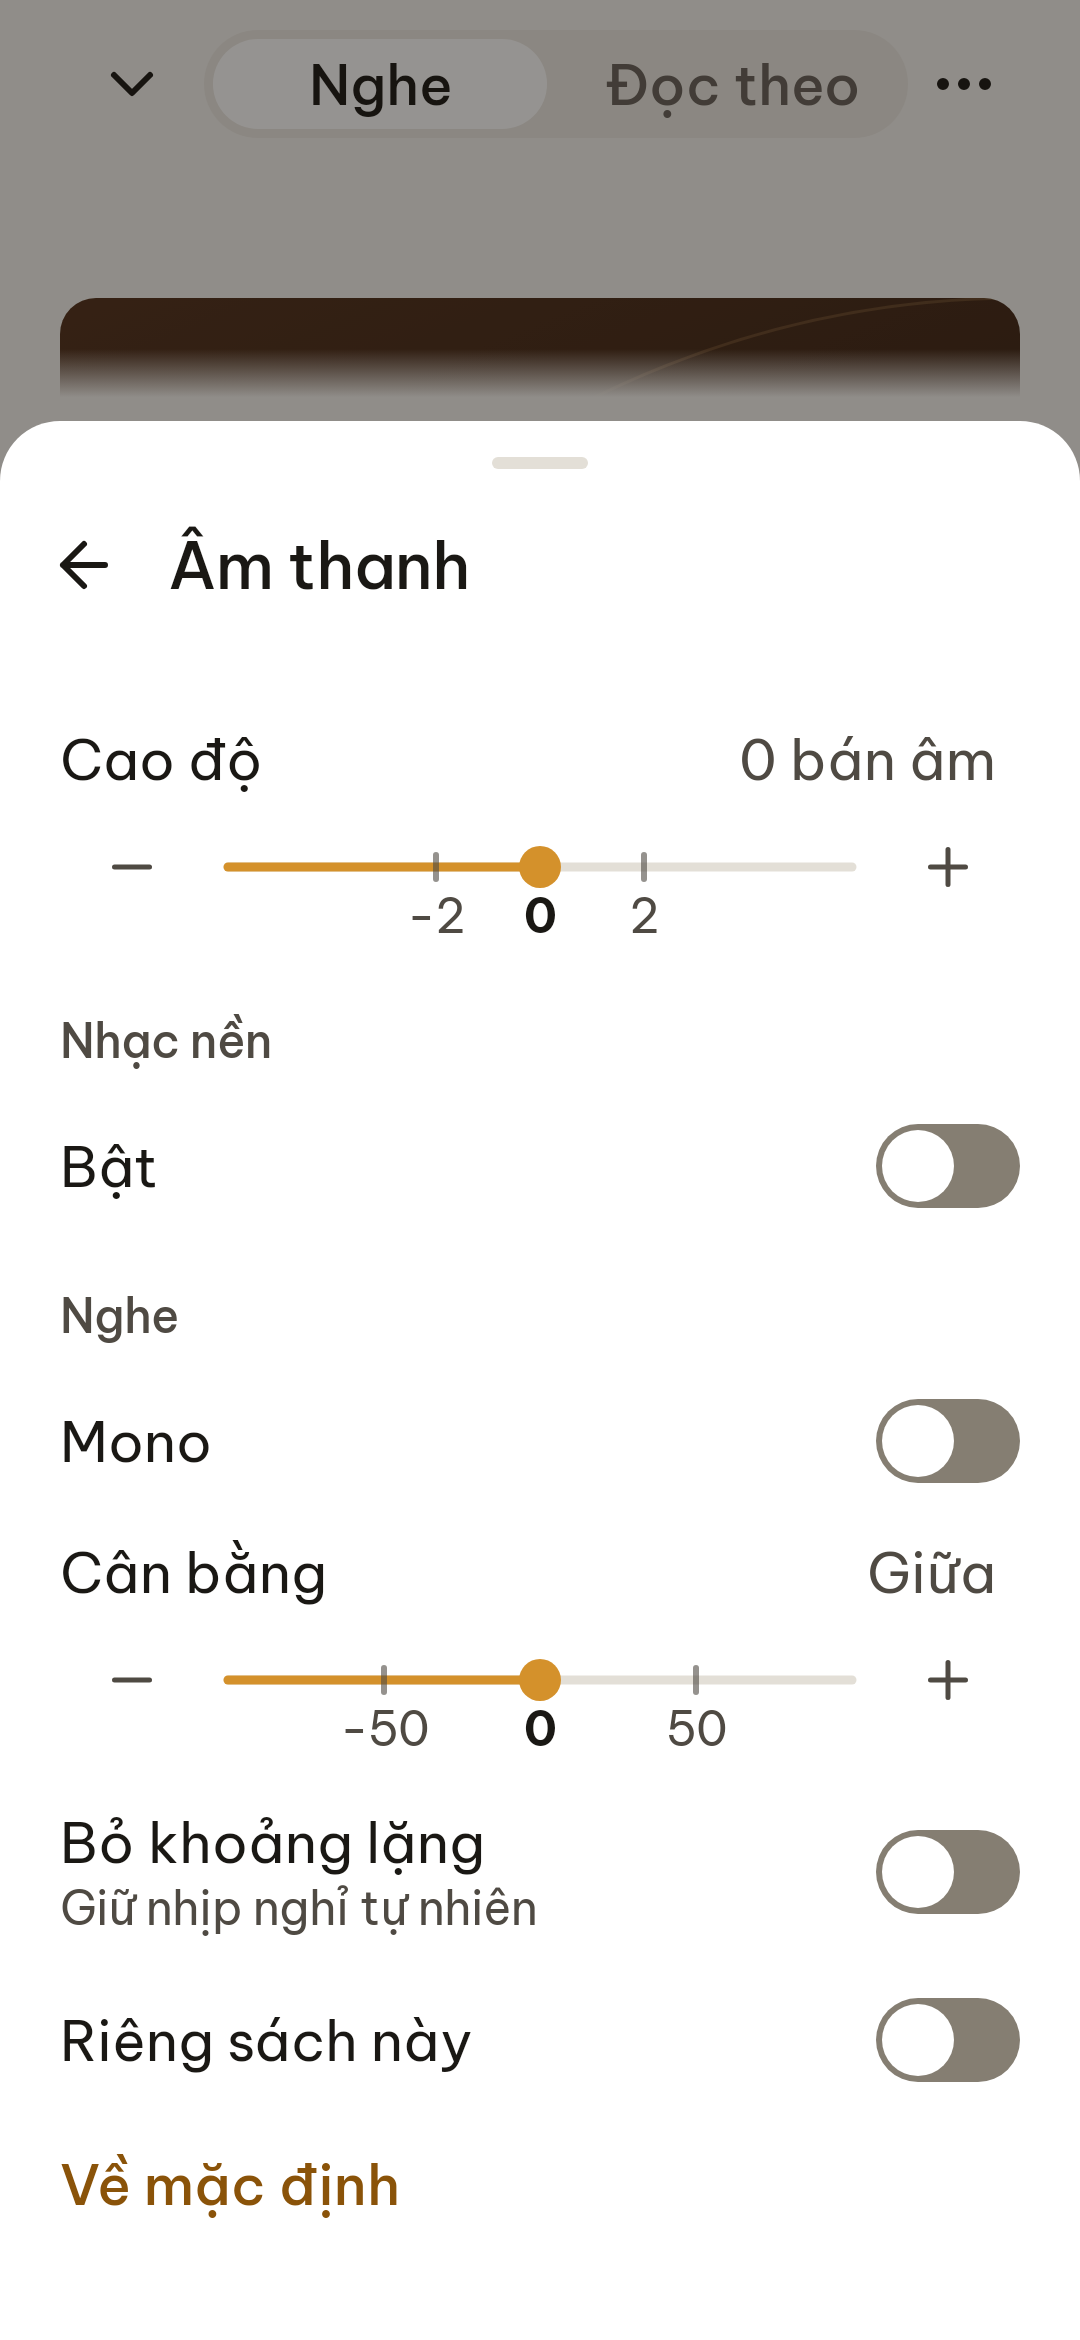 Nghe
Đọc theo
Âm thanh
Cao độ
0 bán âm
-2 0 2
Nhạc nền
Bật
Nghe
Mono
Cân bằng
Giữa
-50 0 50
Bỏ khoảng lặng
Giữ nhịp nghỉ tự nhiên
Riêng sách này
Về mặc định